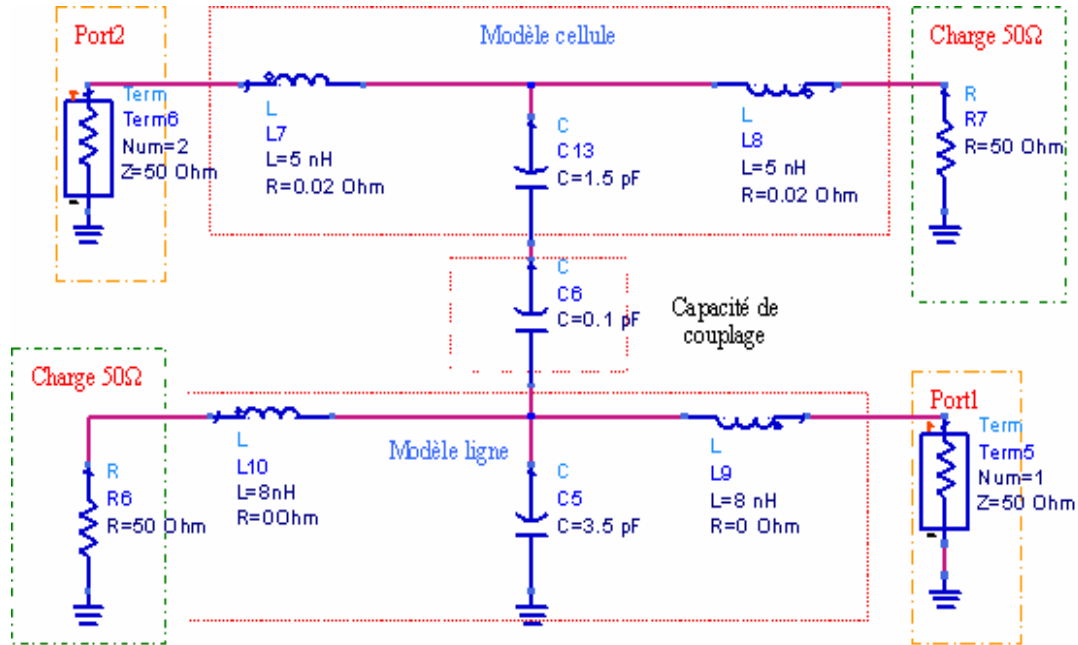 Port2
Modèle cellule
Charge 50Ω
Term
Term6
Num=2
Z=50 Ohm
L
L7
L=5 nH
R=0.02 Ohm
C
C13
C=1.5 pF
L
L8
L=5 nH
R=0.02 Ohm
R
R7
R=50 Ohm
C
C6
C=0.1 pF
Capacité de
couplage
Charge 50Ω
Port1
R
R6
R=50 Ohm
L
L10
L=8nH
R=0Ohm
Modèle ligne
C
C5
C=3.5 pF
L
L9
L=8 nH
R=0 Ohm
Term
Term5
Num=1
Z=50 Ohm